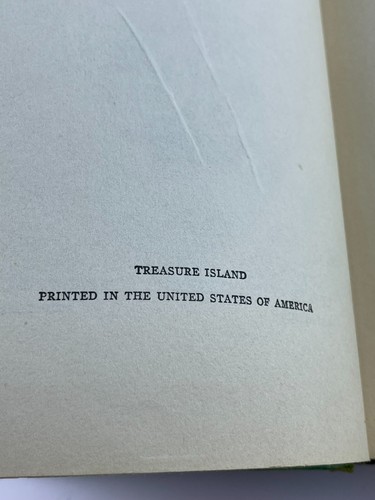 TREASURE ISLAND
PRINTED IN THE UNITED STATES OF AMERICA